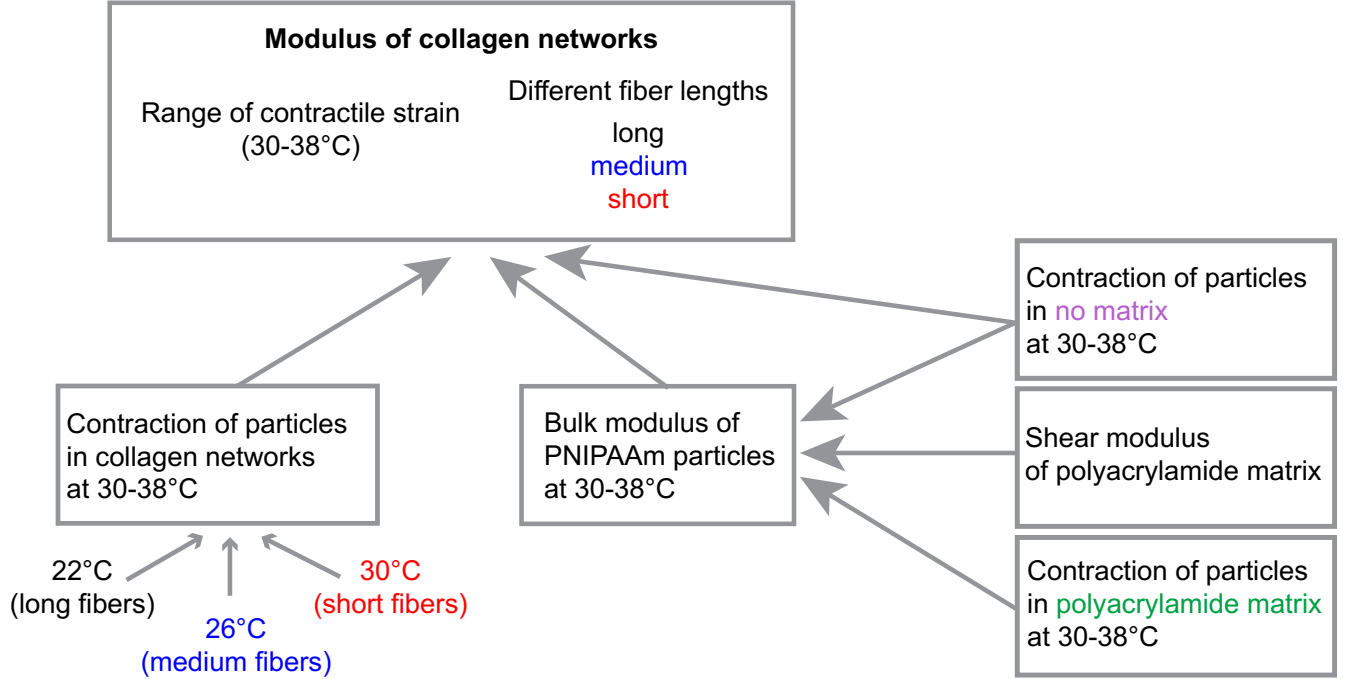 Modulus of collagen networks
Range of contractile strain
(30-38°C)
Different fiber lengths
long
medium
short
Contraction of particles
in collagen networks
at 30-38°C
22°C
(long fibers)
26°C
(medium fibers)
30°C
(short fibers)
Bulk modulus of
PNIPAAm particles
at 30-38°C
Contraction of particles
in no matrix
at 30-38°C
Shear modulus
of polyacrylamide matrix
Contraction of particles
in polyacrylamide matrix
at 30-38°C